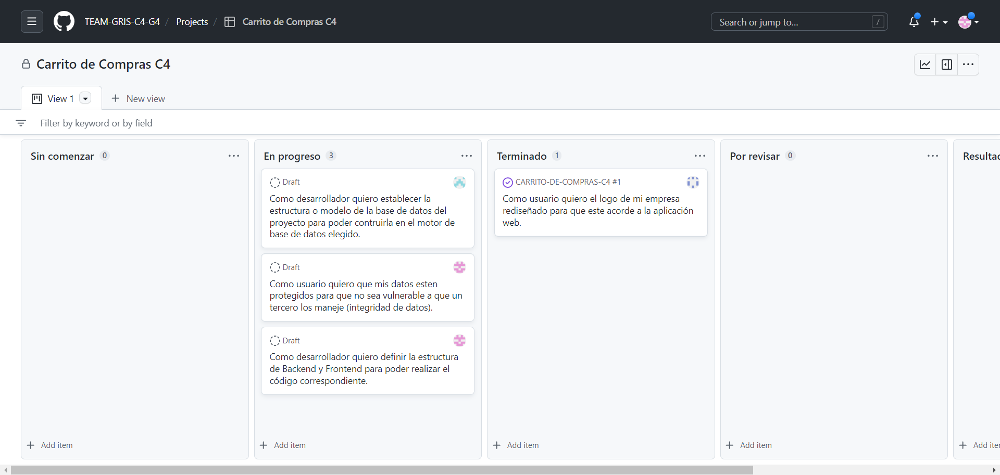 TEAM-GRIS-C4-G4 / Projects / Carrito de Compras C4
Search or jump to... /
Carrito de Compras C4
View 1
New view
Filter by keyword or by field
Sin comenzar 0
Add item
En progreso 3
Draft
Como desarrollador quiero establecer la
estructura o modelo de la base de datos del
proyecto para poder contruirla en el motor de
base de datos elegido.
Draft
Como usuario quiero que mis datos esten
protegidos para que no sea vulnerable a que un
tercero los maneje (integridad de datos).
Draft
Como desarrollador quiero definir la estructura
de Backend y Frontend para poder realizar el
código correspondiente.
Add item
Terminado 1
CARRITO-DE-COMPRAS-C4 #1
Como usuario quiero el logo de mi empresa
rediseñado para que este acorde a la aplicación
web.
Add item
Por revisar 0
Add item
Resultad
Add iter